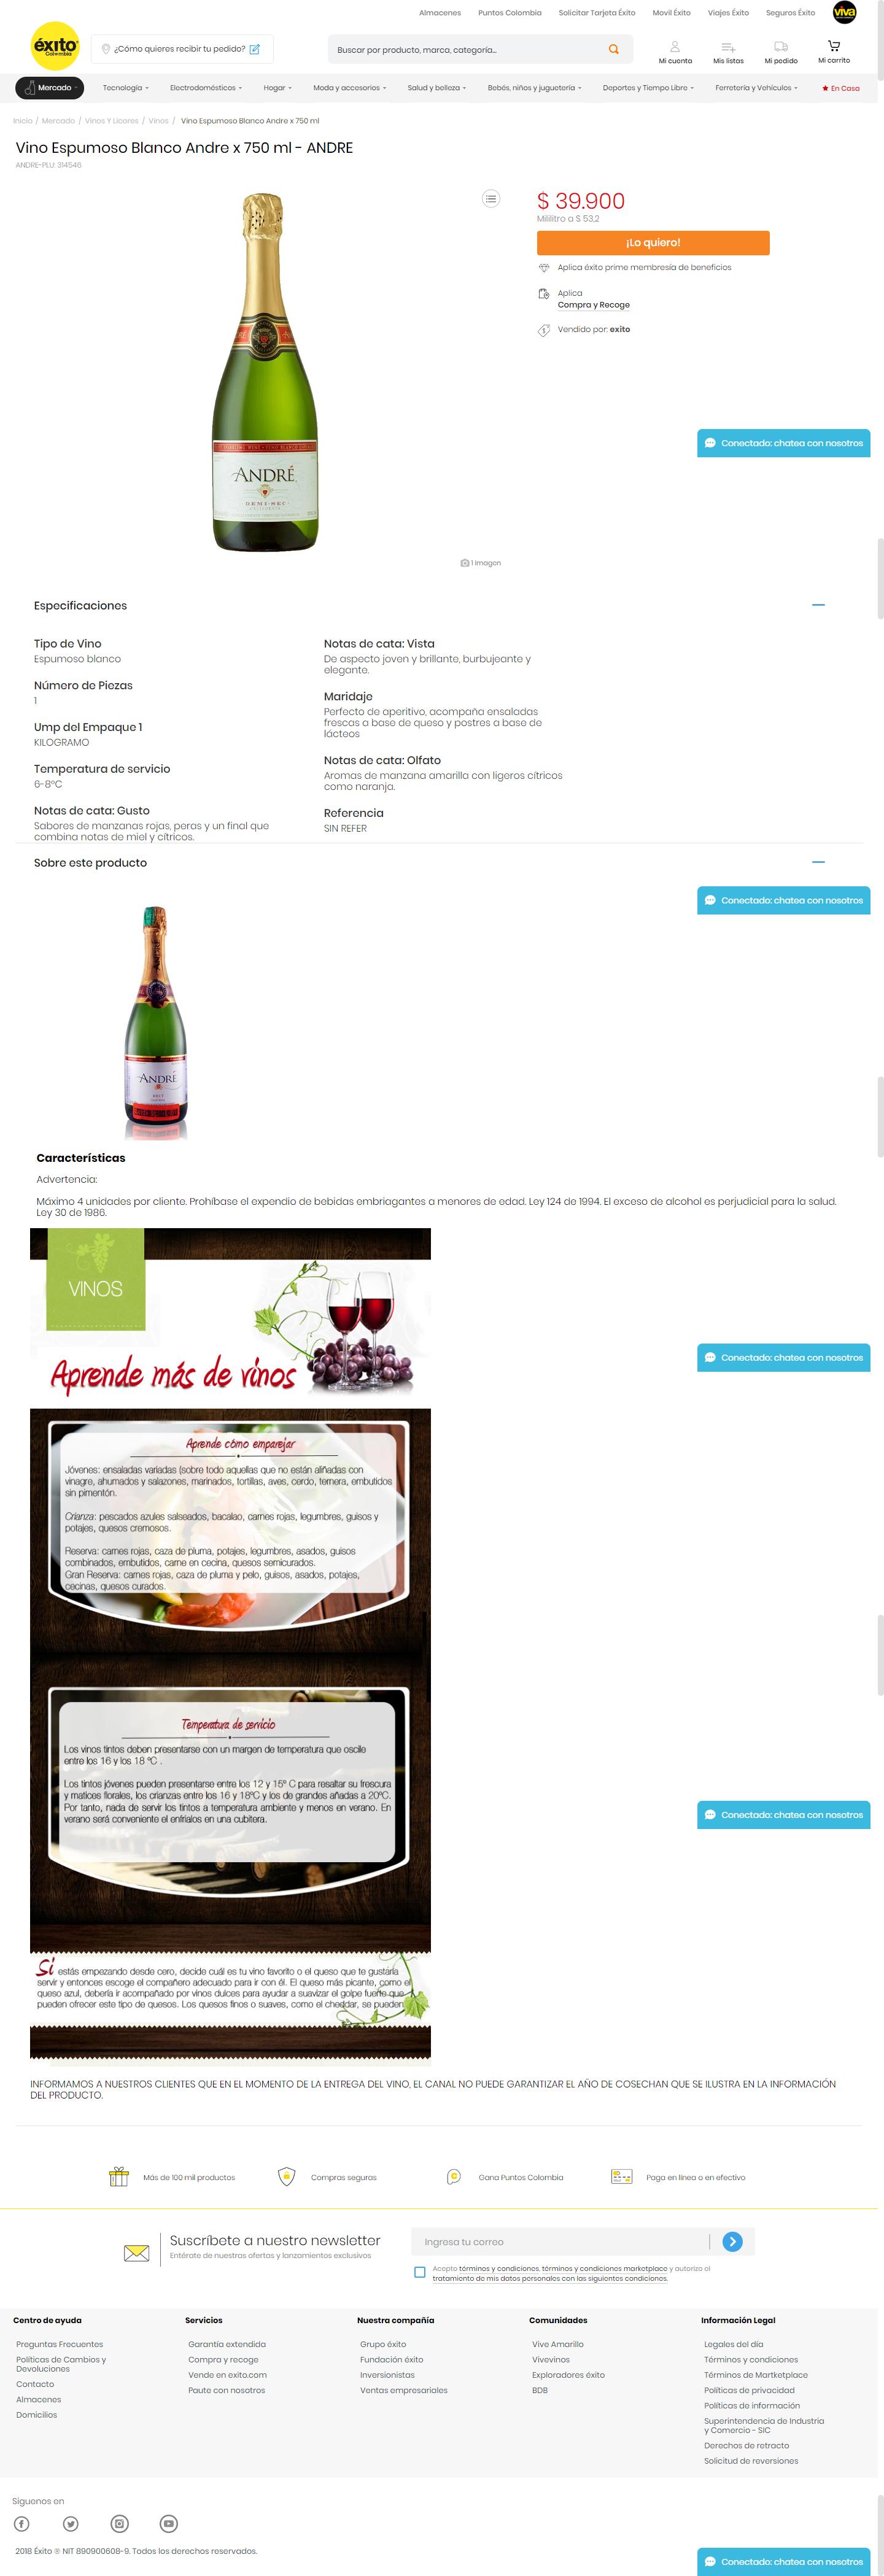 Almacenes Puntos Colombia Solicitar Tarjeta Éxito Movil Éxito Viajes Éxito Seguros Éxito viva
éxito
Colombia
¿Cómo quieres recibir tu pedido?
Buscar por producto, marca, categoría...
Mi cuenta Mis listas Mi pedido Mi carrito
Mercado Tecnología Electrodomésticos Hogar Moda y accesorios Salud y belleza Bebés, niños y juguetería Deportes y Tiempo Libre Ferretería y Vehículos En Casa
Inicio / Mercado / Vinos Y Licores / Vinos / Vino Espumoso Blanco Andre x 750 ml
Vino Espumoso Blanco Andre x 750 ml - ANDRE
ANDRE-PLU: 314546
$ 39.900
Mililitro a $ 53,2
¡Lo quiero!
Aplica éxito prime membresía de beneficios
Aplica
Compra y Recoge
Vendido por: exito
ANDRÉ
DEMI-SEC
Conectado: chatea con nosotros
1 Imagen
Especificaciones
Tipo de Vino
Espumoso blanco
Número de Piezas
1
Ump del Empaque 1
KILOGRAMO
Temperatura de servicio
6-8°C
Notas de cata: Gusto
Sabores de manzanas rojas, peras y un final que
combina notas de miel y cítricos.
Notas de cata: Vista
De aspecto joven y brillante, burbujeante y
elegante.
Maridaje
Perfecto de aperitivo, acompaña ensaladas
frescas a base de queso y postres a base de
lácteos
Notas de cata: Olfato
Aromas de manzana amarilla con ligeros cítricos
como naranja.
Referencia
SIN REFER
Sobre este producto
Conectado: chatea con nosotros
ANDRÉ
BRUT
Características
Advertencia:
Máximo 4 unidades por cliente. Prohíbase el expendio de bebidas embriagantes a menores de edad. Ley 124 de 1994. El exceso de alcohol es perjudicial para la salud.
Ley 30 de 1986.
VINOS
Aprende más de vinos
Conectado: chatea con nosotros
Aprende cómo emparejar
Jóvenes: ensaladas variadas (sobre todo aquellas que no están aliñadas con
vinagre, ahumados y salazones, marinados, tortillas, aves, cerdo, ternera, embutidos
sin pimentón.
Crianza: pescados azules salseados, bacalao, carnes rojas, legumbres, guisos y
potajes, quesos cremosos.
Reserva: carnes rojas, caza de pluma, potajes, legumbres, asados, guisos
combinados, embutidos, carne en cecina, quesos semicurados.
Gran Reserva: carnes rojas, caza de pluma y pelo, guisos, asados, potajes,
cecinas, quesos curados.
Temperatura de servicio
Los vinos tintos deben presentarse con un margen de temperatura que oscile
entre los 16 y los 18 °C .
Los tintos jóvenes pueden presentarse entre los 12 y 15° C para resaltar su frescura
y matices florales, los crianzas entre los 16 y 18°C y los de grandes añadas a 20°C.
Por tanto, nada de servir los tintos a temperatura ambiente y menos en verano. En
verano será conveniente el enfriarlos en una cubitera.
Conectado: chatea con nosotros
Si estás empezando desde cero, decide cuál es tu vino favorito o el queso que te gustaría
servir y entonces escoge el compañero adecuado para ir con él. El queso más picante, como el
queso azul, debería ir acompañado por vinos dulces para ayudar a suavizar el golpe fuerte que
pueden ofrecer este tipo de quesos. Los quesos finos o suaves, como el cheddar, se pueden
INFORMAMOS A NUESTROS CLIENTES QUE EN EL MOMENTO DE LA ENTREGA DEL VINO, EL CANAL NO PUEDE GARANTIZAR EL AÑO DE COSECHAN QUE SE ILUSTRA EN LA INFORMACIÓN
DEL PRODUCTO.
Más de 100 mil productos Compras seguras Gana Puntos Colombia Paga en línea o en efectivo
Suscríbete a nuestro newsletter
Entérate de nuestras ofertas y lanzamientos exclusivos
Ingresa tu correo
Acepto términos y condiciones, términos y condiciones marketplace y autorizo el
tratamiento de mis datos personales con las siguientes condiciones.
Centro de ayuda
Preguntas Frecuentes
Políticas de Cambios y
Devoluciones
Contacto
Almacenes
Domicilios
Servicios
Garantía extendida
Compra y recoge
Vende en exito.com
Paute con nosotros
Nuestra compañía
Grupo éxito
Fundación éxito
Inversionistas
Ventas empresariales
Comunidades
Vive Amarillo
Vivevinos
Exploradores éxito
BDB
Información Legal
Legales del día
Términos y condiciones
Términos de Martketplace
Políticas de privacidad
Políticas de información
Superintendencia de Industria
y Comercio - SIC
Derechos de retracto
Solicitud de reversiones
Síguenos en
2018 Éxito ® NIT 890900608-9. Todos los derechos reservados.
Conectado: chatea con nosotros